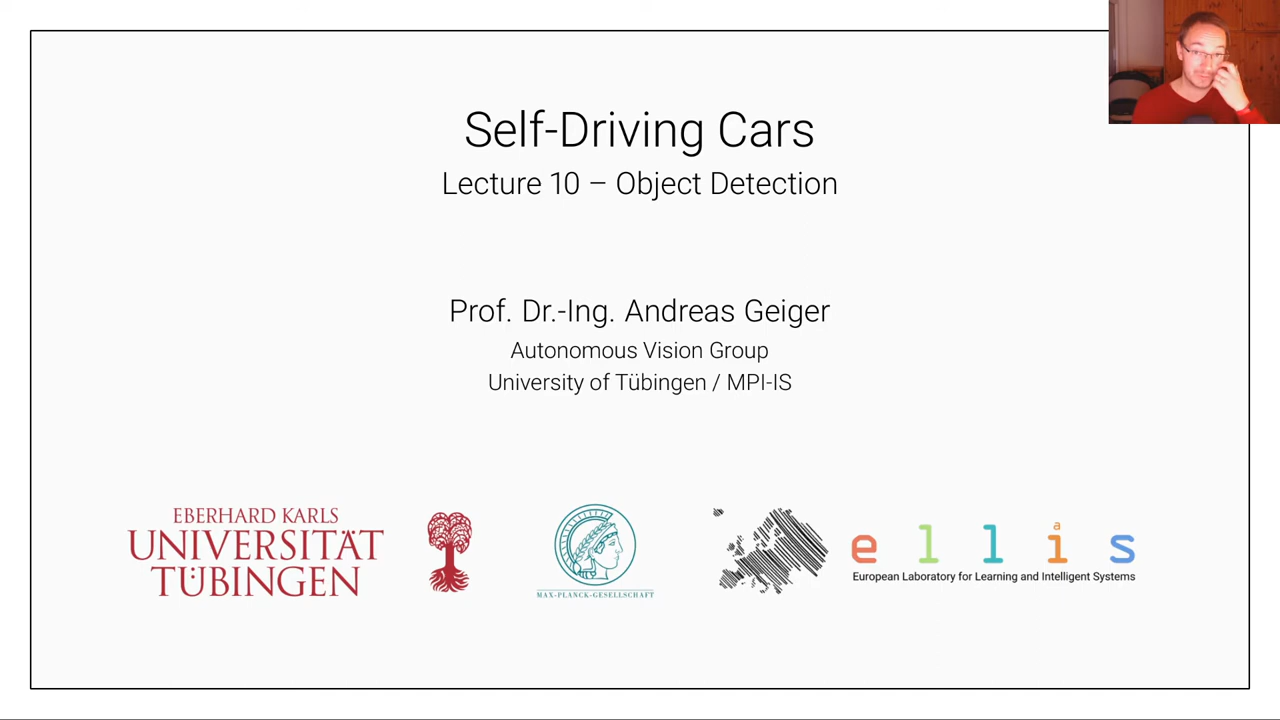 Self-Driving Cars
Lecture 10 – Object Detection
Prof. Dr.-Ing. Andreas Geiger
Autonomous Vision Group
University of Tübingen / MPI-IS
EBERHARD KARLS
UNIVERSITÄT
TÜBINGEN
MAX-PLANCK-GESELLSCHAFT
a
e l l i s
European Laboratory for Learning and Intelligent Systems